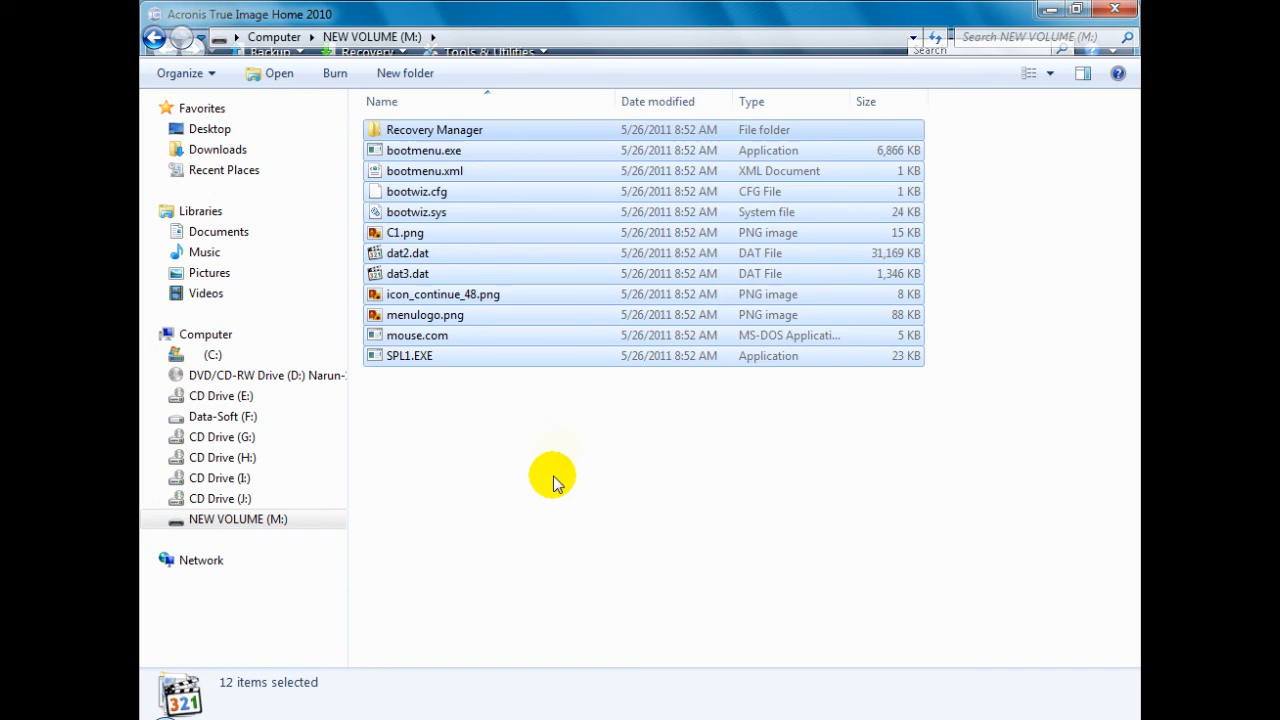 Acronis True Image Home 2010
Computer NEW VOLUME (M:) Search NEW VOLUME (M:)
Backup Recovery Tools & Utilities Search
Organize Open Burn New folder
Name Date modified Type Size
Favorites
Desktop
Downloads
Recent Places
Libraries
Documents
Music
Pictures
Videos
Computer
(C:)
DVD/CD-RW Drive (D:) Narun-
CD Drive (E:)
Data-Soft (F:)
CD Drive (G:)
CD Drive (H:)
CD Drive (I:)
CD Drive (J:)
NEW VOLUME (M:)
Network
Recovery Manager 5/26/2011 8:52 AM File folder
bootmenu.exe 5/26/2011 8:52 AM Application 6,866 KB
bootmenu.xml 5/26/2011 8:52 AM XML Document 1 KB
bootwiz.cfg 5/26/2011 8:52 AM CFG File 1 KB
bootwiz.sys 5/26/2011 8:52 AM System file 24 KB
C1.png 5/26/2011 8:52 AM PNG image 15 KB
dat2.dat 5/26/2011 8:52 AM DAT File 31,169 KB
dat3.dat 5/26/2011 8:52 AM DAT File 1,346 KB
icon_continue_48.png 5/26/2011 8:52 AM PNG image 8 KB
menulogo.png 5/26/2011 8:52 AM PNG image 88 KB
mouse.com 5/26/2011 8:52 AM MS-DOS Applicati... 5 KB
SPL1.EXE 5/26/2011 8:52 AM Application 23 KB
321
12 items selected